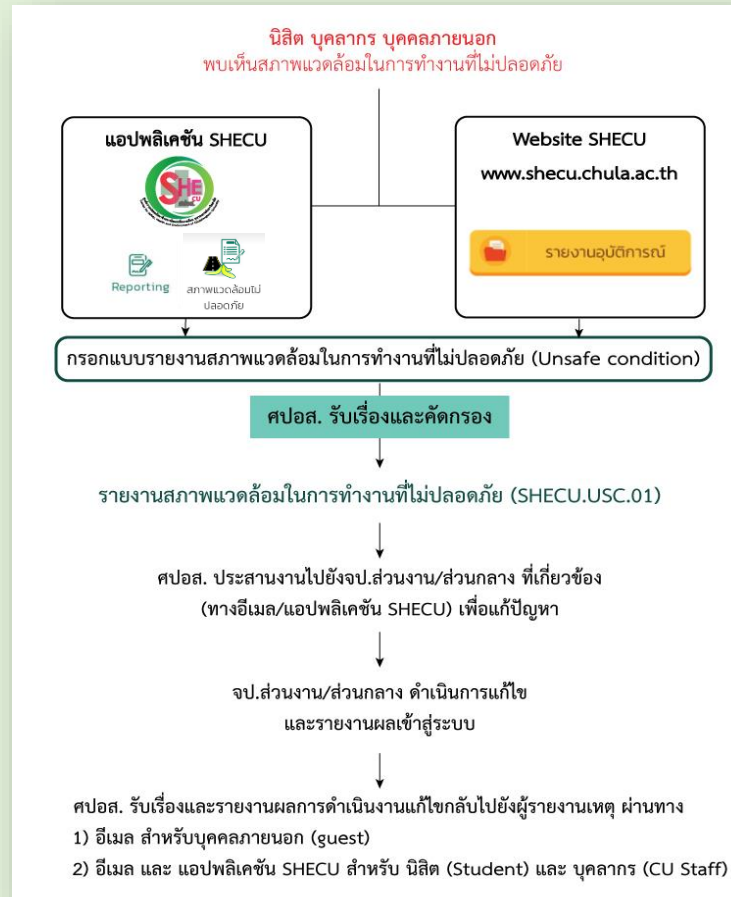 นิสิต บุคลากร บุคคลภายนอก
พบเห็นสภาพแวดล้อมในการทำงานที่ไม่ปลอดภัย
แอปพลิเคชัน SHECU
SHE
CU
Reporting
สภาพแวดล้อมไม่
ปลอดภัย
Website SHECU
www.shecu.chula.ac.th
รายงานอุบัติการณ์
กรอกแบบรายงานสภาพแวดล้อมในการทำงานที่ไม่ปลอดภัย (Unsafe condition)
ศปอส. รับเรื่องและคัดกรอง
รายงานสภาพแวดล้อมในการทำงานที่ไม่ปลอดภัย (SHECU.USC.01)
ศปอส. ประสานงานไปยังจป.ส่วนงาน/ส่วนกลาง ที่เกี่ยวข้อง
(ทางอีเมล/แอปพลิเคชัน SHECU) เพื่อแก้ปัญหา
จป.ส่วนงาน/ส่วนกลาง ดำเนินการแก้ไข
และรายงานผลเข้าสู่ระบบ
ศปอส. รับเรื่องและรายงานผลการดำเนินงานแก้ไขกลับไปยังผู้รายงานเหตุ ผ่านทาง
1) อีเมล สำหรับบุคคลภายนอก (guest)
2) อีเมล และ แอปพลิเคชัน SHECU สำหรับ นิสิต (Student) และ บุคลากร (CU Staff)